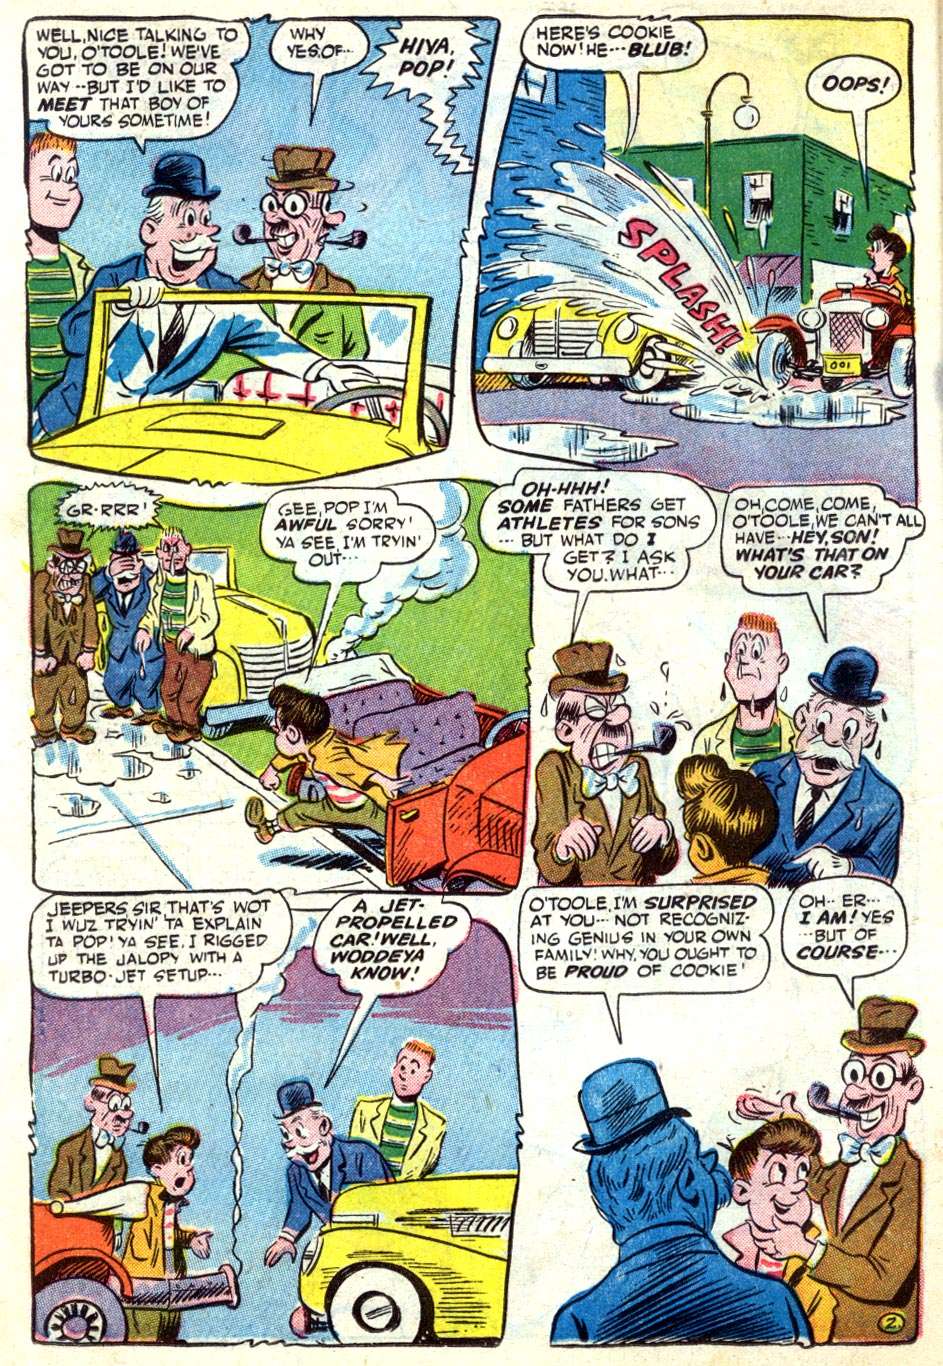 WELL, NICE TALKING TO
YOU, O'TOOLE! WE'VE
GOT TO BE ON OUR
WAY--BUT I'D LIKE TO
MEET THAT BOY OF
YOURS SOMETIME!
WHY
YES, OF--
HIYA,
POP!
HERE'S COOKIE
NOW! HE--- BLUB!
OOPS!
SPLASH!
001
GR-RRR!
GEE, POP I'M
AWFUL SORRY!
YA SEE, I'M TRYIN'
OUT---
OH-HHH!
SOME FATHERS GET
ATHLETES FOR SONS
--- BUT WHAT DO I
GET? I ASK
YOU, WHAT---
OH, COME, COME,
O'TOOLE, WE CAN'T ALL
HAVE--- HEY, SON!
WHAT'S THAT ON
YOUR CAR?
JEEPERS, SIR THAT'S WOT
I WUZ TRYIN' 'TA EXPLAIN
TA POP! YA SEE, I RIGGED
UP THE JALOPY WITH A
TURBO-JET SETUP---
A JET-
PROPELLED
CAR! WELL,
WODDEYA
KNOW!
O'TOOLE, I'M SURPRISED
AT YOU--- NOT RECOGNIZ-
ING GENIUS IN YOUR OWN
FAMILY! WHY, YOU OUGHT TO
BE PROUD OF COOKIE!
OH-- ER---
I AM! YES
--BUT OF
COURSE---
2